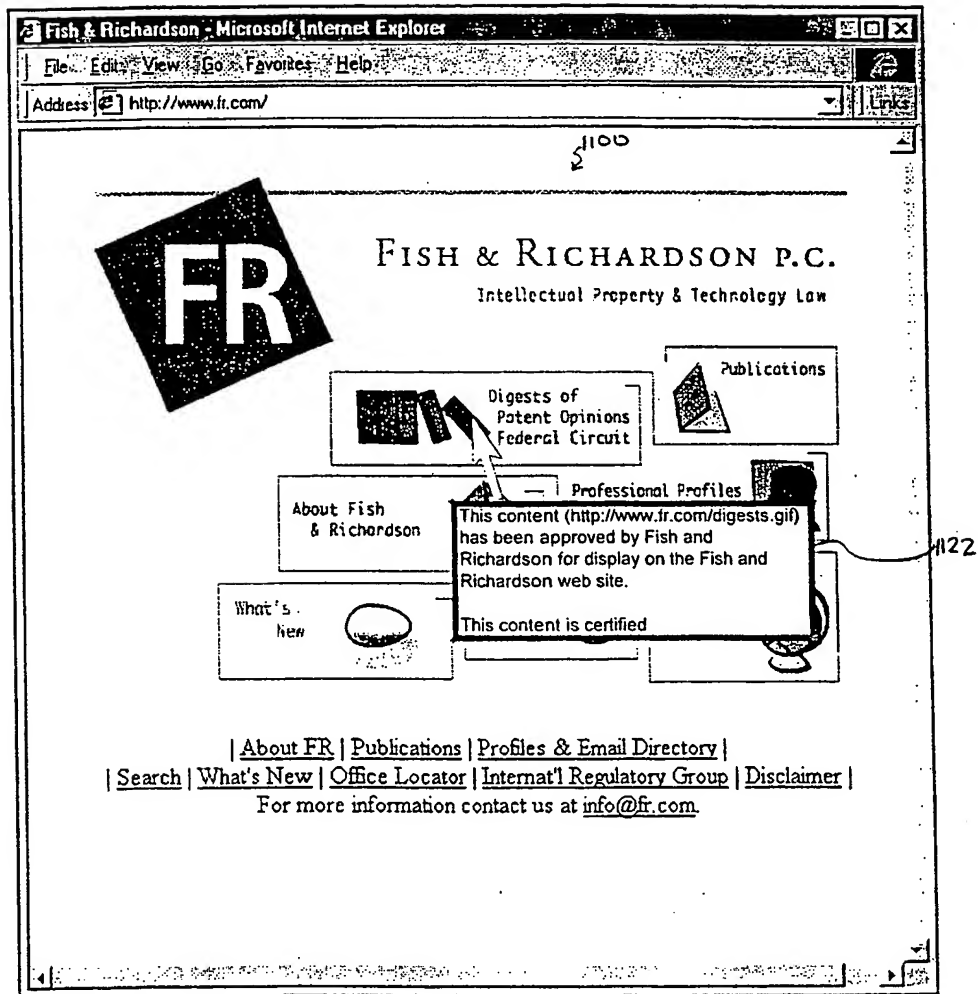 Fish & Richardson - Microsoft Internet Explorer
File Edit View Go Favorites Help
Address http://www.fr.com/ Links
1100
FR
FISH & RICHARDSON P.C.
Intellectual Property & Technology Law
Publications
Digests of
Patent Opinions
Federal Circuit
Professional Profiles
About Fish
& Richardson
This content (http://www.fr.com/digests.gif)
has been approved by Fish and
Richardson for display on the Fish and
Richardson web site.
This content is certified
1122
What's
New
| About FR | Publications | Profiles & Email Directory |
| Search | What's New | Office Locator | Internat'l Regulatory Group | Disclaimer |
For more information contact us at info@fr.com.